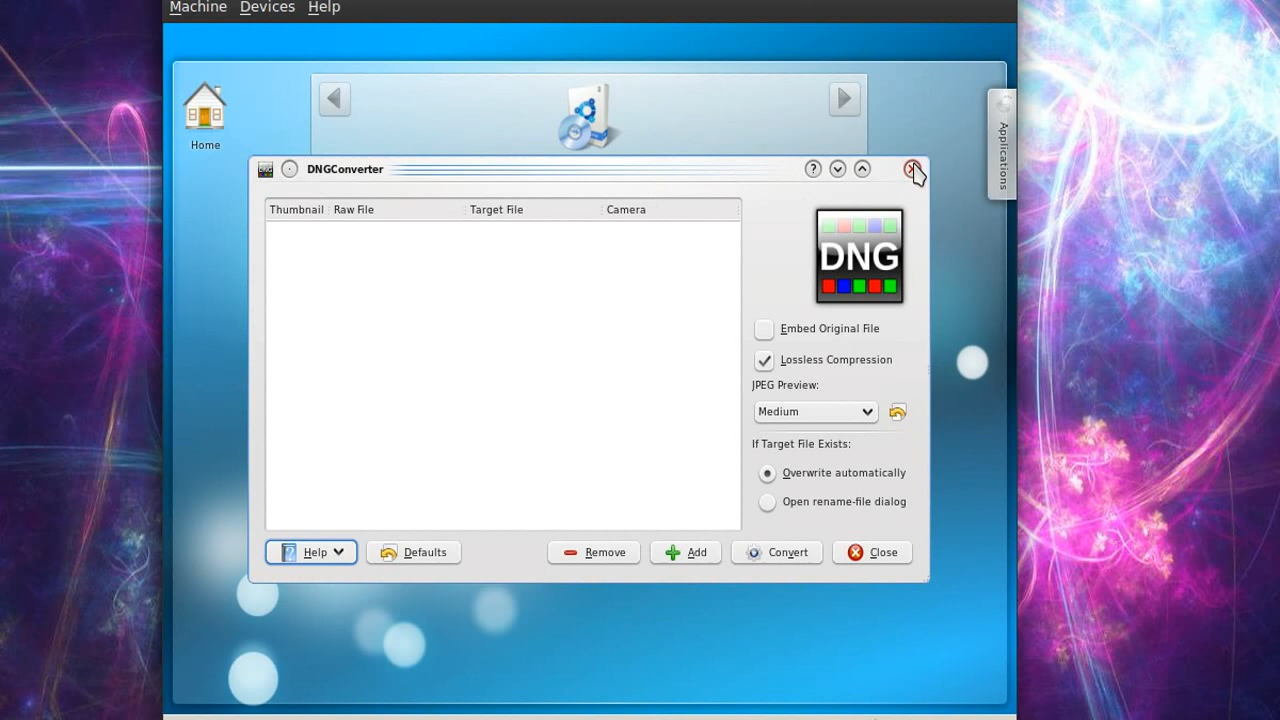 Machine Devices Help
Home
Applications
DNGConverter
Thumbnail Raw File Target File Camera
DNG
Embed Original File
Lossless Compression
JPEG Preview:
Medium
If Target File Exists:
Overwrite automatically
Open rename-file dialog
Help Defaults Remove Add Convert Close